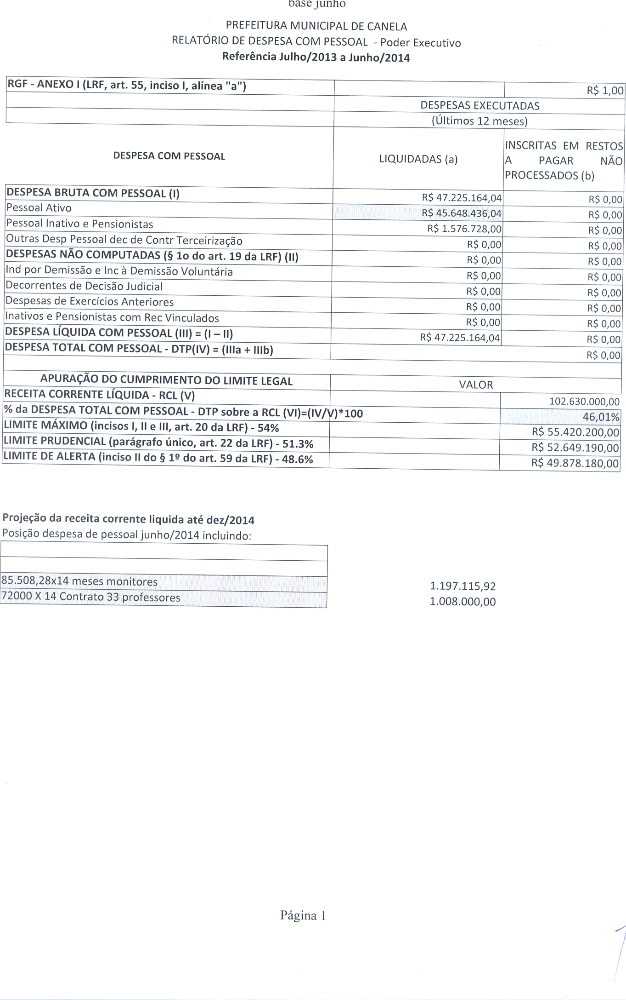 base junho
PREFEITURA MUNICIPAL DE CANELA
RELATÓRIO DE DESPESA COM PESSOAL - Poder Executivo
Referência Julho/2013 a Junho/2014
RGF - ANEXO I (LRF, art. 55, inciso I, alínea "a") R$ 1,00
DESPESAS EXECUTADAS
(Últimos 12 meses)
DESPESA COM PESSOAL
LIQUIDADAS (a)
INSCRITAS EM RESTOS
A PAGAR NÃO
PROCESSADOS (b)
DESPESA BRUTA COM PESSOAL (I) R$ 47.225.164,04 R$ 0,00
Pessoal Ativo R$ 45.648.436,04 R$ 0,00
Pessoal Inativo e Pensionistas R$ 1.576.728,00 R$ 0,00
Outras Desp Pessoal dec de Contr Terceirização R$ 0,00 R$ 0,00
DESPESAS NÃO COMPUTADAS (§ 1o do art. 19 da LRF) (II) R$ 0,00 R$ 0,00
Ind por Demissão e Inc à Demissão Voluntária R$ 0,00 R$ 0,00
Decorrentes de Decisão Judicial R$ 0,00 R$ 0,00
Despesas de Exercícios Anteriores R$ 0,00 R$ 0,00
Inativos e Pensionistas com Rec Vinculados R$ 0,00 R$ 0,00
DESPESA LÍQUIDA COM PESSOAL (III) = (I – II) R$ 47.225.164,04 R$ 0,00
DESPESA TOTAL COM PESSOAL - DTP(IV) = (IIIa + IIIb) R$ 0,00
APURAÇÃO DO CUMPRIMENTO DO LIMITE LEGAL VALOR
RECEITA CORRENTE LÍQUIDA - RCL (V) 102.630.000,00
% da DESPESA TOTAL COM PESSOAL - DTP sobre a RCL (VI)=(IV/V)*100 46,01%
LIMITE MÁXIMO (incisos I, II e III, art. 20 da LRF) - 54% R$ 55.420.200,00
LIMITE PRUDENCIAL (parágrafo único, art. 22 da LRF) - 51.3% R$ 52.649.190,00
LIMITE DE ALERTA (inciso II do § 1º do art. 59 da LRF) - 48.6% R$ 49.878.180,00
Projeção da receita corrente liquida até dez/2014
Posição despesa de pessoal junho/2014 incluindo:
85.508,28x14 meses monitores 1.197.115,92
72000 X 14 Contrato 33 professores 1.008.000,00
Página 1